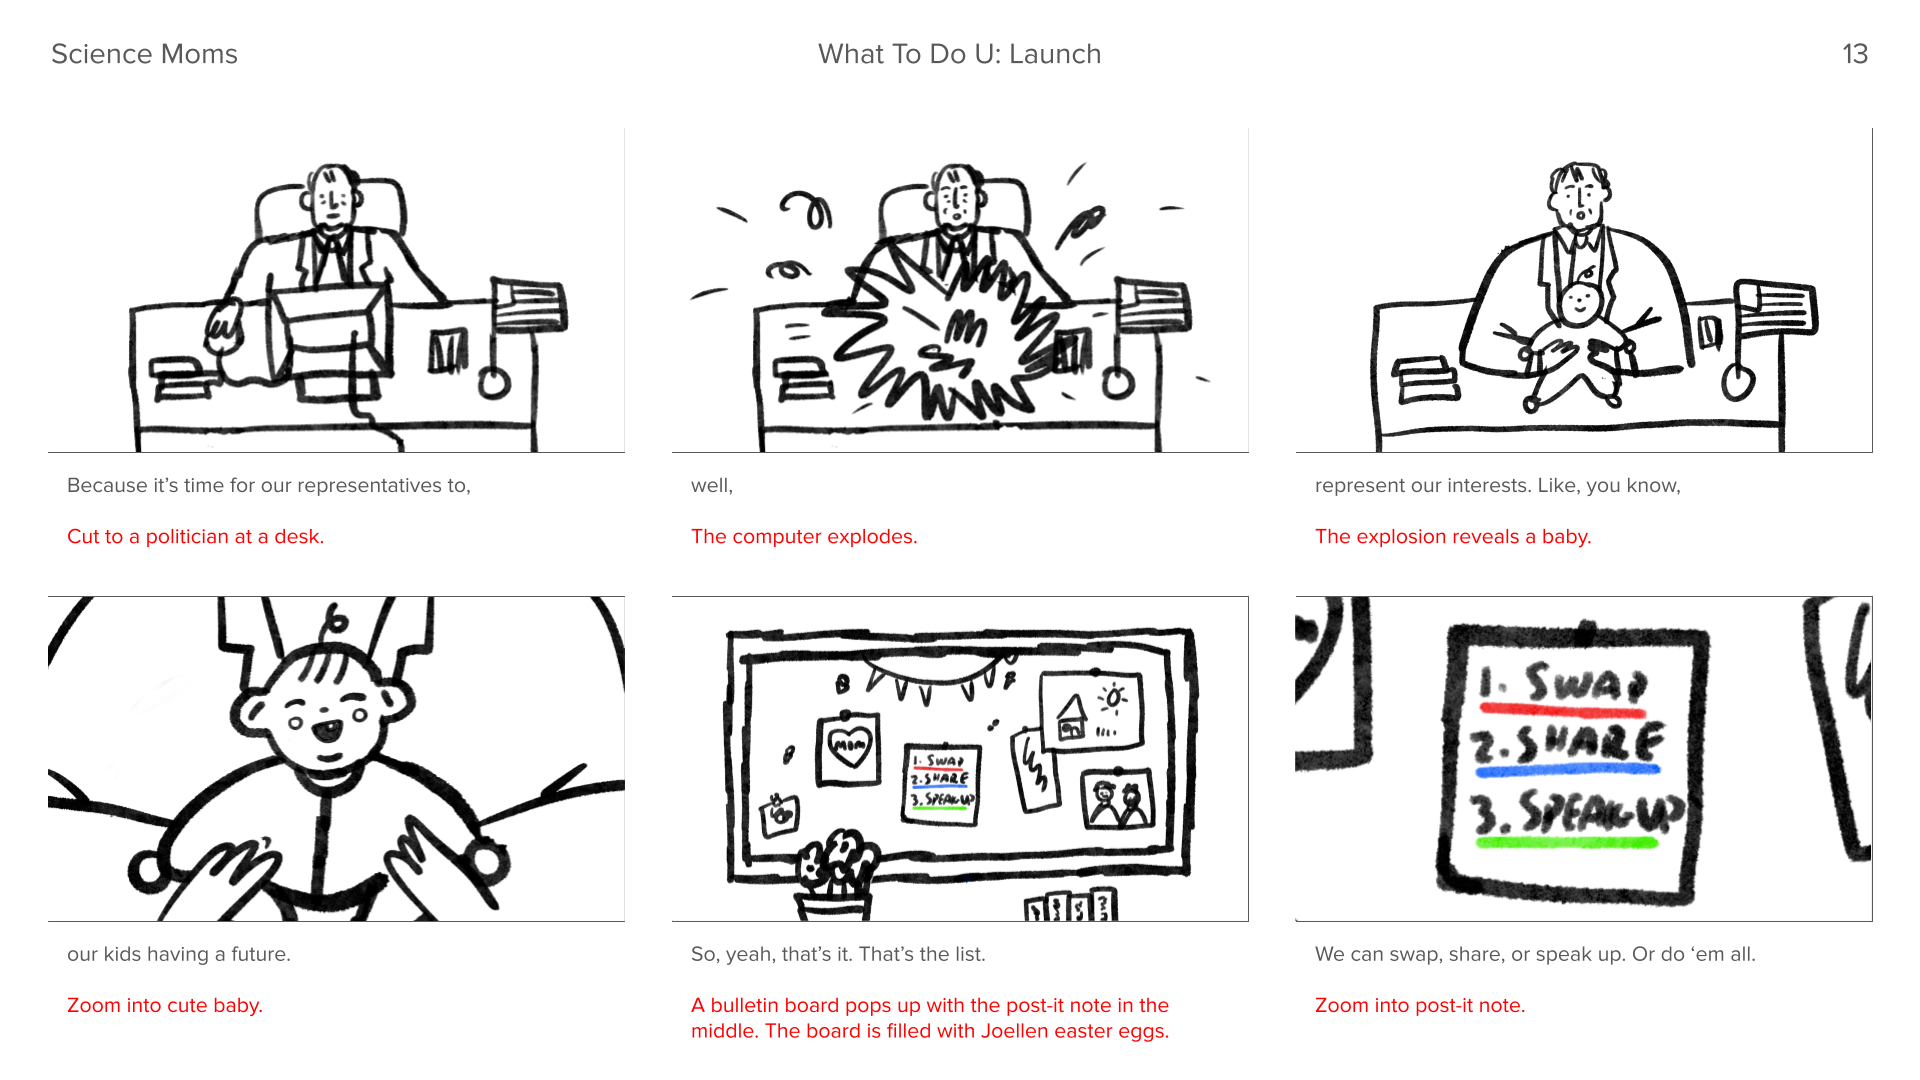 Science Moms
What To Do U: Launch
13
Because it’s time for our representatives to,
Cut to a politician at a desk.
well,
The computer explodes.
represent our interests. Like, you know,
The explosion reveals a baby.
our kids having a future.
Zoom into cute baby.
MOM
1. SWAP
2. SHARE
3. SPEAK UP
So, yeah, that’s it. That’s the list.
A bulletin board pops up with the post-it note in the
middle. The board is filled with Joellen easter eggs.
1. SWAP
2. SHARE
3. SPEAK UP
We can swap, share, or speak up. Or do ‘em all.
Zoom into post-it note.